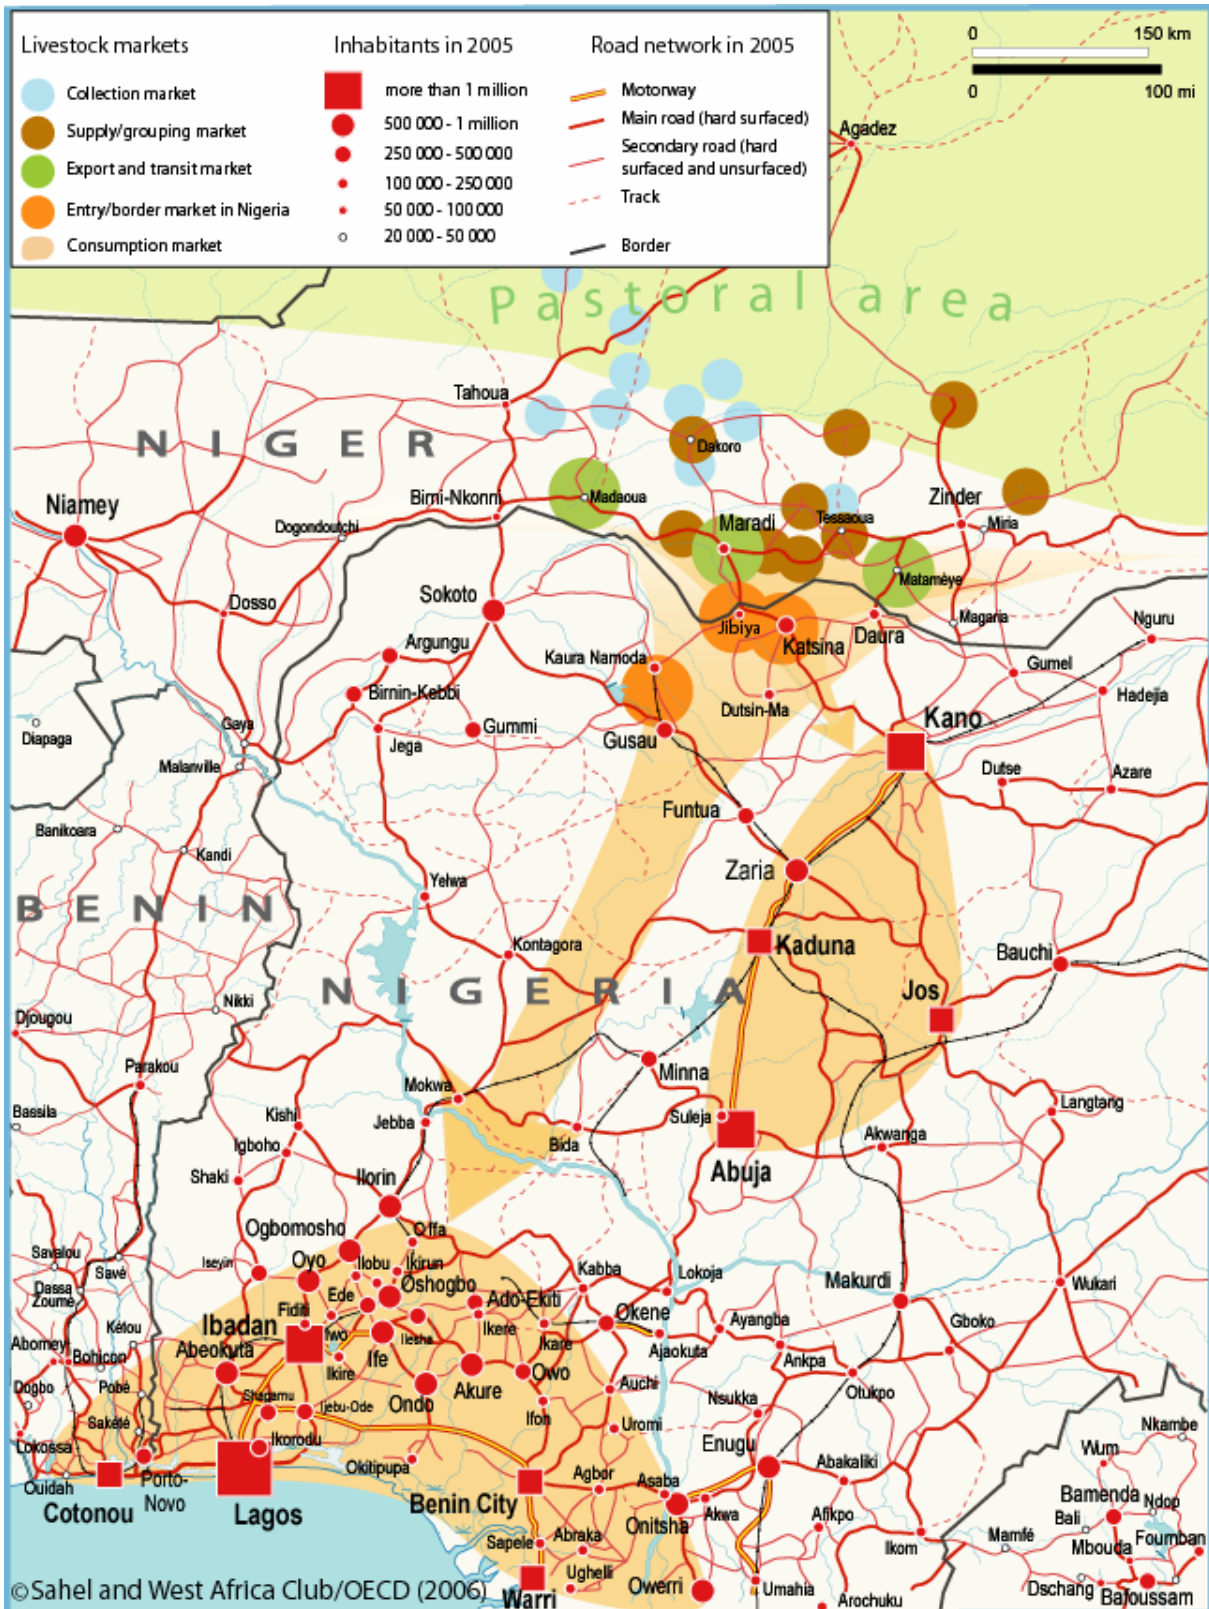 Livestock markets
Collection market
Supply/grouping market
Export and transit market
Entry/border market in Nigeria
Consumption market
Inhabitants in 2005
more than 1 million
500 000 - 1 million
250 000 - 500 000
100 000 - 250 000
50 000 - 100 000
20 000 - 50 000
Road network in 2005
Motorway
Main road (hard surfaced)
Secondary road (hard
surfaced and unsurfaced)
Track
Border
0 150 km
0 100 mi
Agadez
Pastoral area
Tahoua
NIGER
Dakoro
Birni-Nkonni
Madaoua
Niamey
Dogondoutchi
Maradi
Tessaoua
Zinder
Miria
Matamèye
Dosso
Sokoto
Jibiya
Katsina
Daura
Magaria
Nguru
Argungu
Kaura Namoda
Gumel
Birnin-Kebbi
Dutsin-Ma
Hadejia
Diapaga
Gaya
Jega
Gummi
Gusau
Kano
Malanville
Dutse
Azare
Funtua
Banikoara
Kandi
Zaria
Yelwa
BENIN
Kontagora
Kaduna
Bauchi
NIGERIA
Jos
Nikki
Djougou
Parakou
Minna
Mokwa
Bassila
Kishi
Jebba
Suleja
Langtang
Igboho
Bida
Akwanga
Shaki
Ilorin
Abuja
Ogbomosho
Offa
Savalou
Savé
Iseyin
Oyo
Ilobu
Ikirun
Kabba
Lokoja
Makurdi
Wukari
Dassa
Zoumé
Ede
Oshogbo
Ado-Ekiti
Okene
Kétou
Fiditi
Ibadan
Iwo
Ilesha
Ikere
Ikare
Ajaokuta
Ayangba
Gboko
Abomey
Bohicon
Abeokuta
Ikire
Ife
Akure
Owo
Ankpa
Dogbo
Pobé
Shagamu
Ijebu-Ode
Ondo
Ifon
Auchi
Nsukka
Otukpo
Sakété
Uromi
Nkambe
Lokossa
Ikorodu
Okitipupa
Enugu
Wum
Ouidah
Porto-
Novo
Agbor
Asaba
Abakaliki
Cotonou
Lagos
Benin City
Onitsha
Akwa
Afikpo
Bamenda
Ndop
Bali
Sapele
Abraka
Ikom
Mamfé
Mbouda
Foumban
Ughelli
Warri
Owerri
Umahia
Arochuku
Dschang
Bafoussam
©Sahel and West Africa Club/OECD (2006)